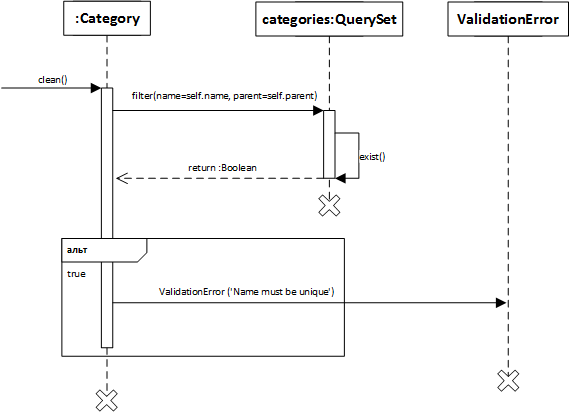 :Category
categories:QuerySet
ValidationError
clean()
filter(name=self.name, parent=self.parent)
exist()
return :Boolean
альт
true
ValidationError ('Name must be unique')